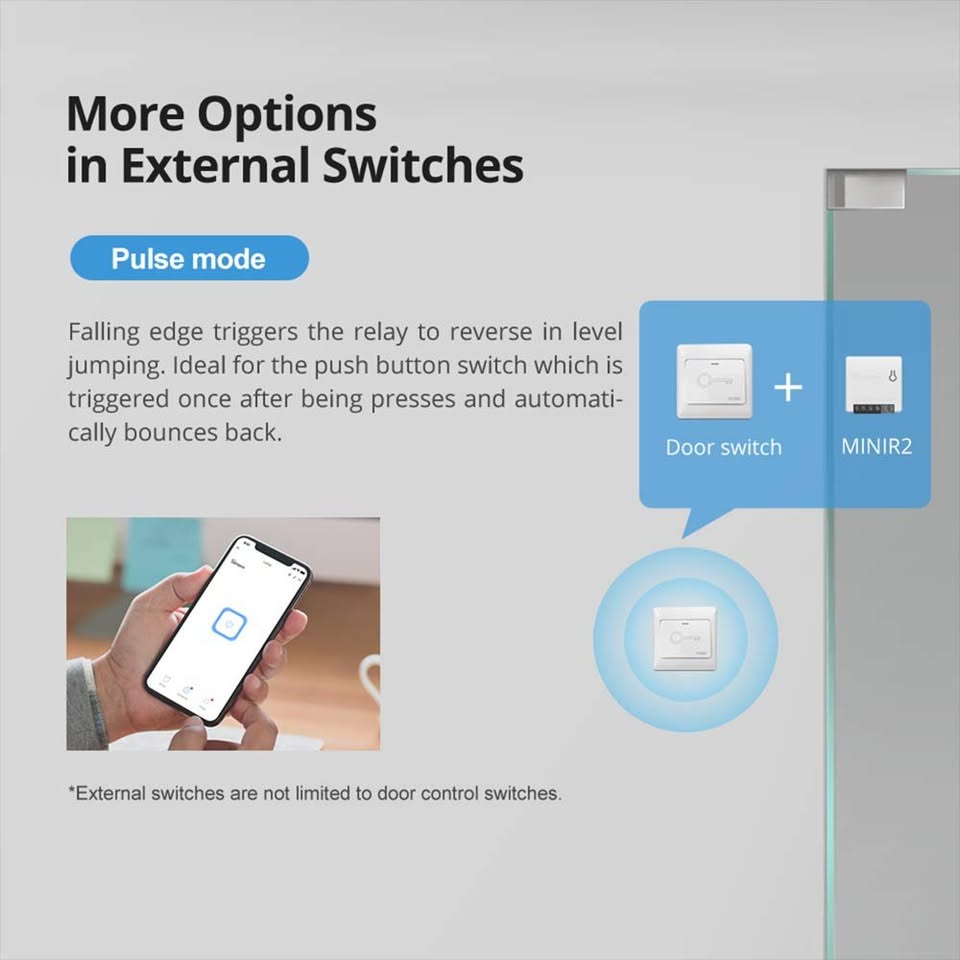 More Options
in External Switches
Pulse mode
Falling edge triggers the relay to reverse in level
jumping. Ideal for the push button switch which is
triggered once after being presses and automati-
cally bounces back.
Door switch
+
MINIR2
*External switches are not limited to door control switches.